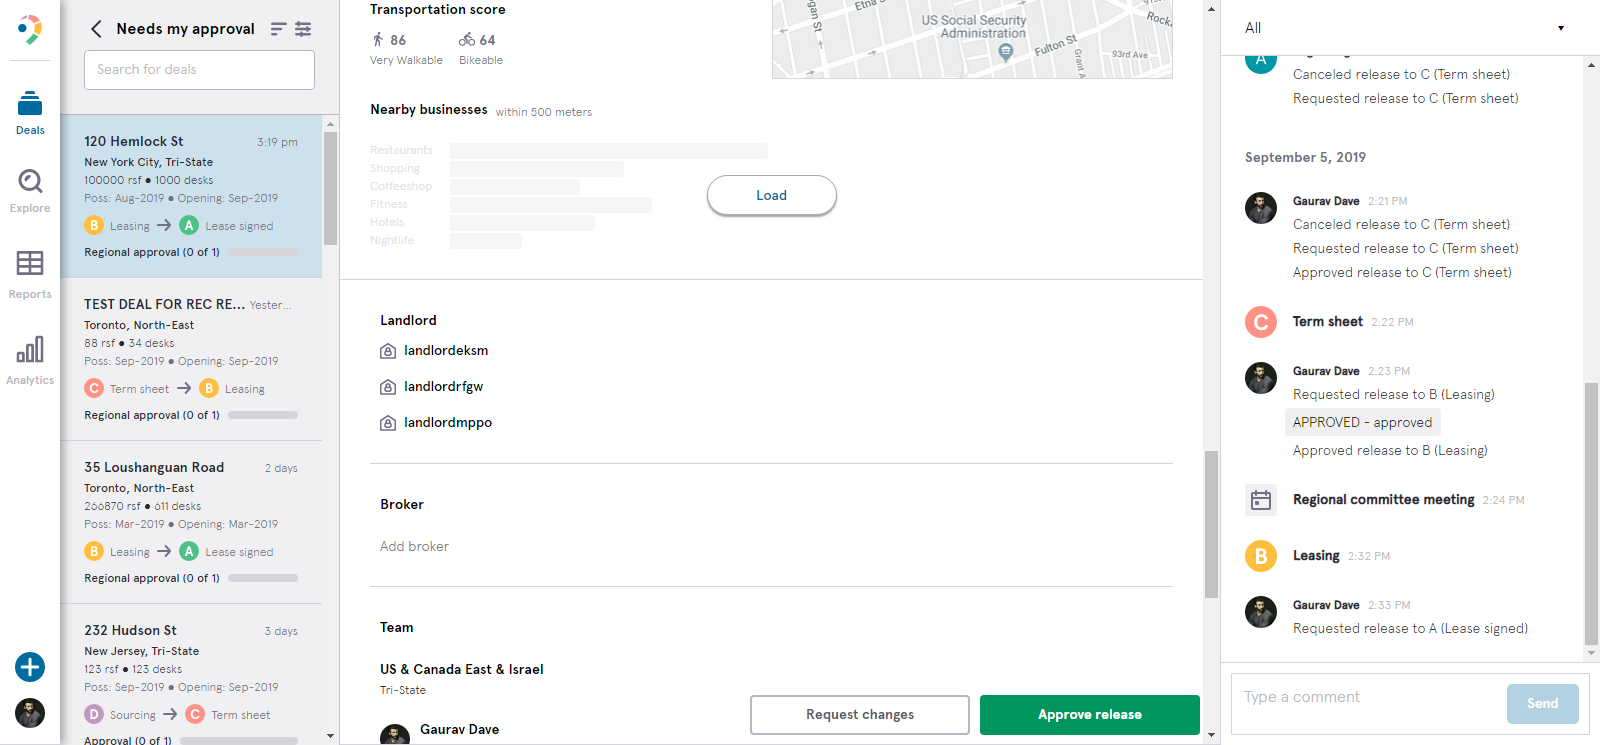 Deals
Explore
Reports
Analytics
Needs my approval
Search for deals
120 Hemlock St 3:19 pm
New York City, Tri-State
100000 rsf ● 1000 desks
Poss: Aug-2019 ● Opening: Sep-2019
B Leasing → A Lease signed
Regional approval (0 of 1)
TEST DEAL FOR REC RE... Yester...
Toronto, North-East
88 rsf ● 34 desks
Poss: Sep-2019 ● Opening: Sep-2019
C Term sheet → B Leasing
Regional approval (0 of 1)
35 Loushanguan Road 2 days
Toronto, North-East
266870 rsf ● 611 desks
Poss: Mar-2019 ● Opening: Mar-2019
B Leasing → A Lease signed
Regional approval (0 of 1)
232 Hudson St 3 days
New Jersey, Tri-State
123 rsf ● 123 desks
Poss: Sep-2019 ● Opening: Sep-2019
D Sourcing → C Term sheet
Approval (0 of 1)
Transportation score
86 64
Very Walkable Bikeable
Etna S
gan St
US Social Security
Administration
Fulton St
Rock
Grant A
93rd Ave
Nearby businesses within 500 meters
Restaurants
Shopping
Coffeeshop
Fitness
Hotels
Nightlife
Load
Landlord
landlordeksm
landlordrfgw
landlordmppo
Broker
Add broker
Team
US & Canada East & Israel
Tri-State
Gaurav Dave
Request changes
Approve release
All
A
Canceled release to C (Term sheet)
Requested release to C (Term sheet)
September 5, 2019
Gaurav Dave 2:21 PM
Canceled release to C (Term sheet)
Requested release to C (Term sheet)
Approved release to C (Term sheet)
C Term sheet 2:22 PM
Gaurav Dave 2:23 PM
Requested release to B (Leasing)
APPROVED - approved
Approved release to B (Leasing)
Regional committee meeting 2:24 PM
B Leasing 2:32 PM
Gaurav Dave 2:33 PM
Requested release to A (Lease signed)
Type a comment
Send